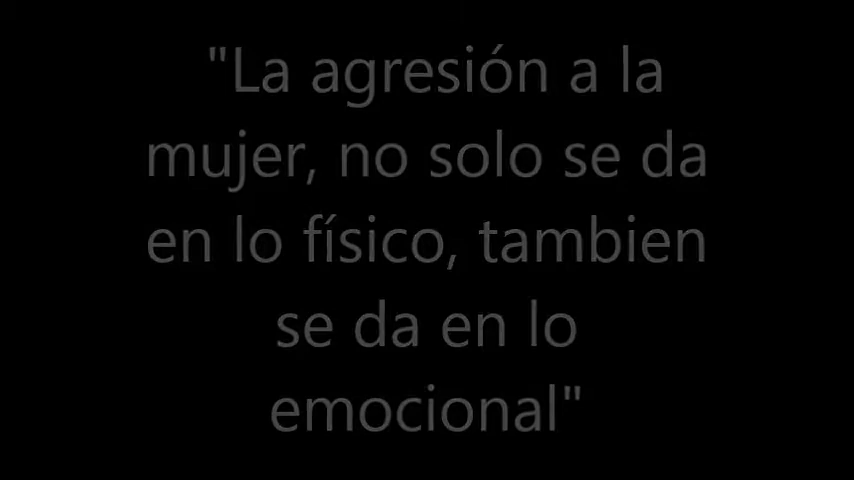 "La agresión a la
mujer, no solo se da
en lo físico, tambien
se da en lo
emocional"